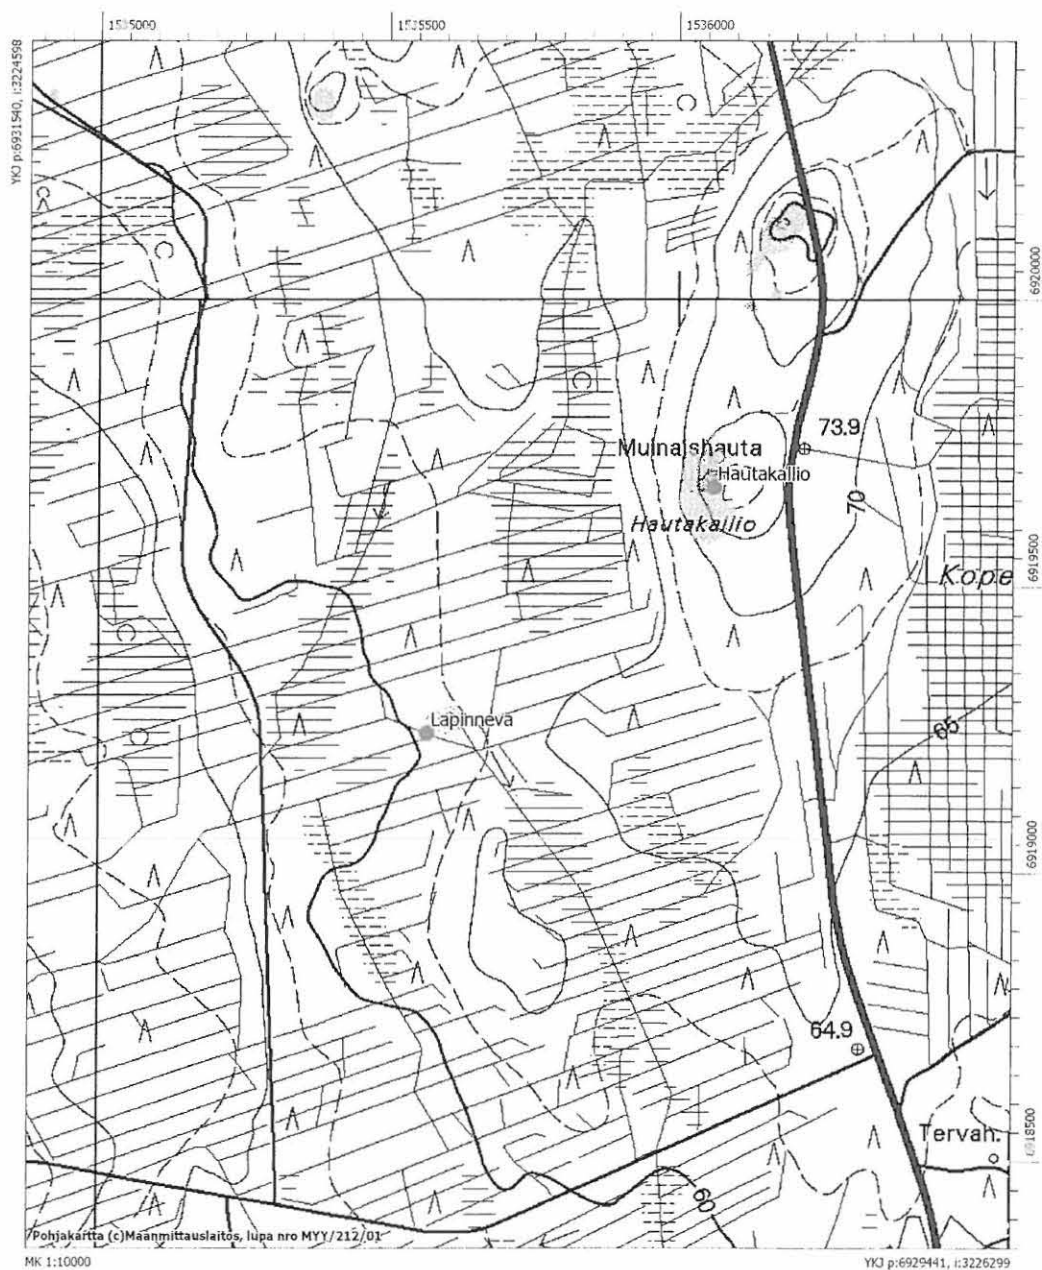 1535000
1535500
1536000
YKJ p:6931540, i:3224598
6920000
73.9
Muinaishauta
Hautakallio
Hautakallio
70
6919500
Kope
Lapinneva
65
6919000
64.9
6918500
Tervah.
60
Pohjakartta (c)Maanmittauslaitos, lupa nro MYY/212/01
MK 1:10000
YKJ p:6929441, i:3226299